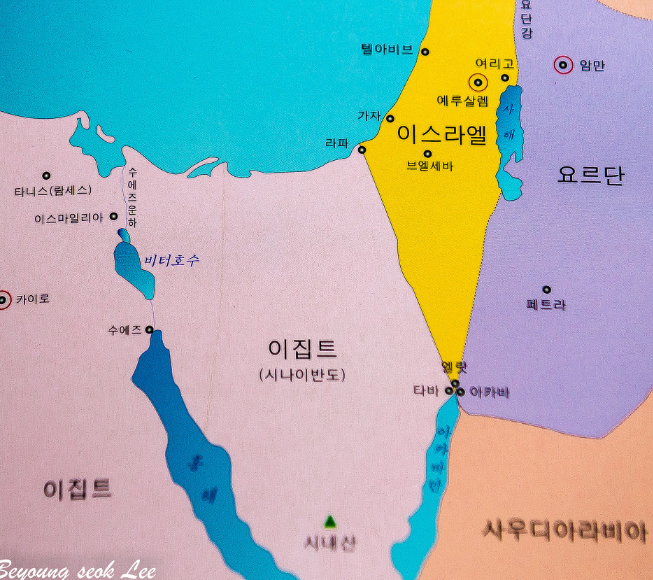 요단강
텔아비브
여리고
암만
예루살렘
사해
가자
이스라엘
라파
브엘세바
요르단
수에즈운하
타니스(람세스)
이스마일리아
비터호수
페트라
카이로
수에즈
이집트
(시나이반도)
엘랏
타바
아카바
아카바만
홍해
이집트
시내산
사우디아라비아
Beyoung seok Lee